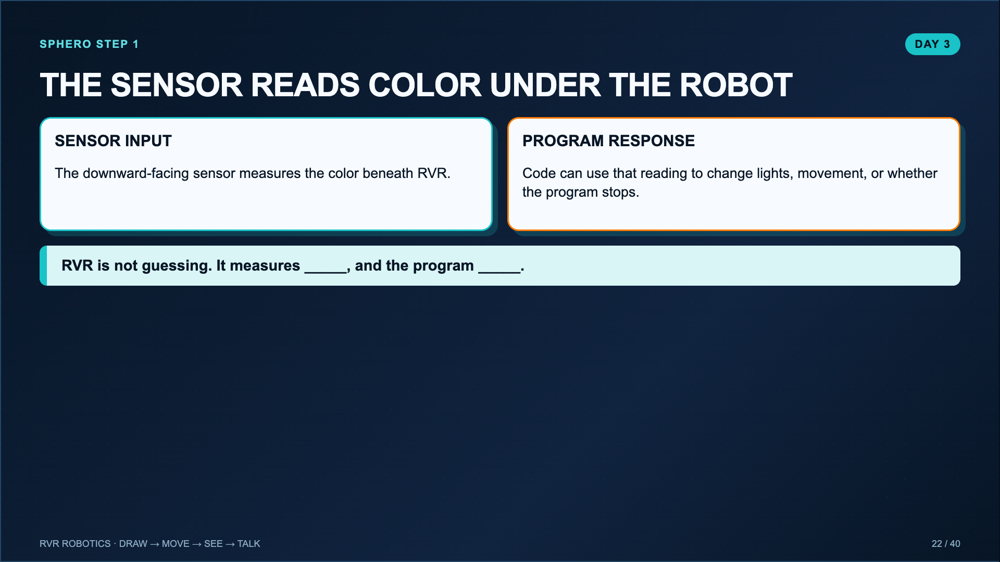 SPHERO STEP 1
DAY 3
THE SENSOR READS COLOR UNDER THE ROBOT
SENSOR INPUT
The downward-facing sensor measures the color beneath RVR.
PROGRAM RESPONSE
Code can use that reading to change lights, movement, or whether
the program stops.
RVR is not guessing. It measures _____, and the program _____.
RVR ROBOTICS · DRAW → MOVE → SEE → TALK
22 / 40